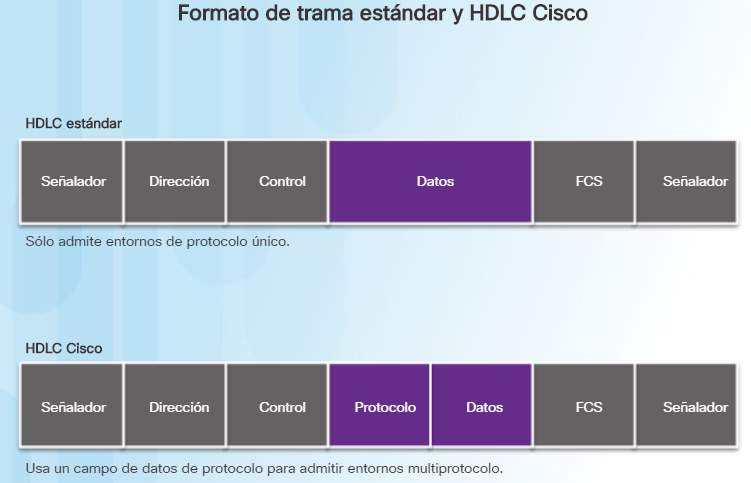 Formato de trama estándar y HDLC Cisco
HDLC estándar
Señalador Dirección Control Datos FCS Señalador
Sólo admite entornos de protocolo único.
HDLC Cisco
Señalador Dirección Control Protocolo Datos FCS Señalador
Usa un campo de datos de protocolo para admitir entornos multiprotocolo.